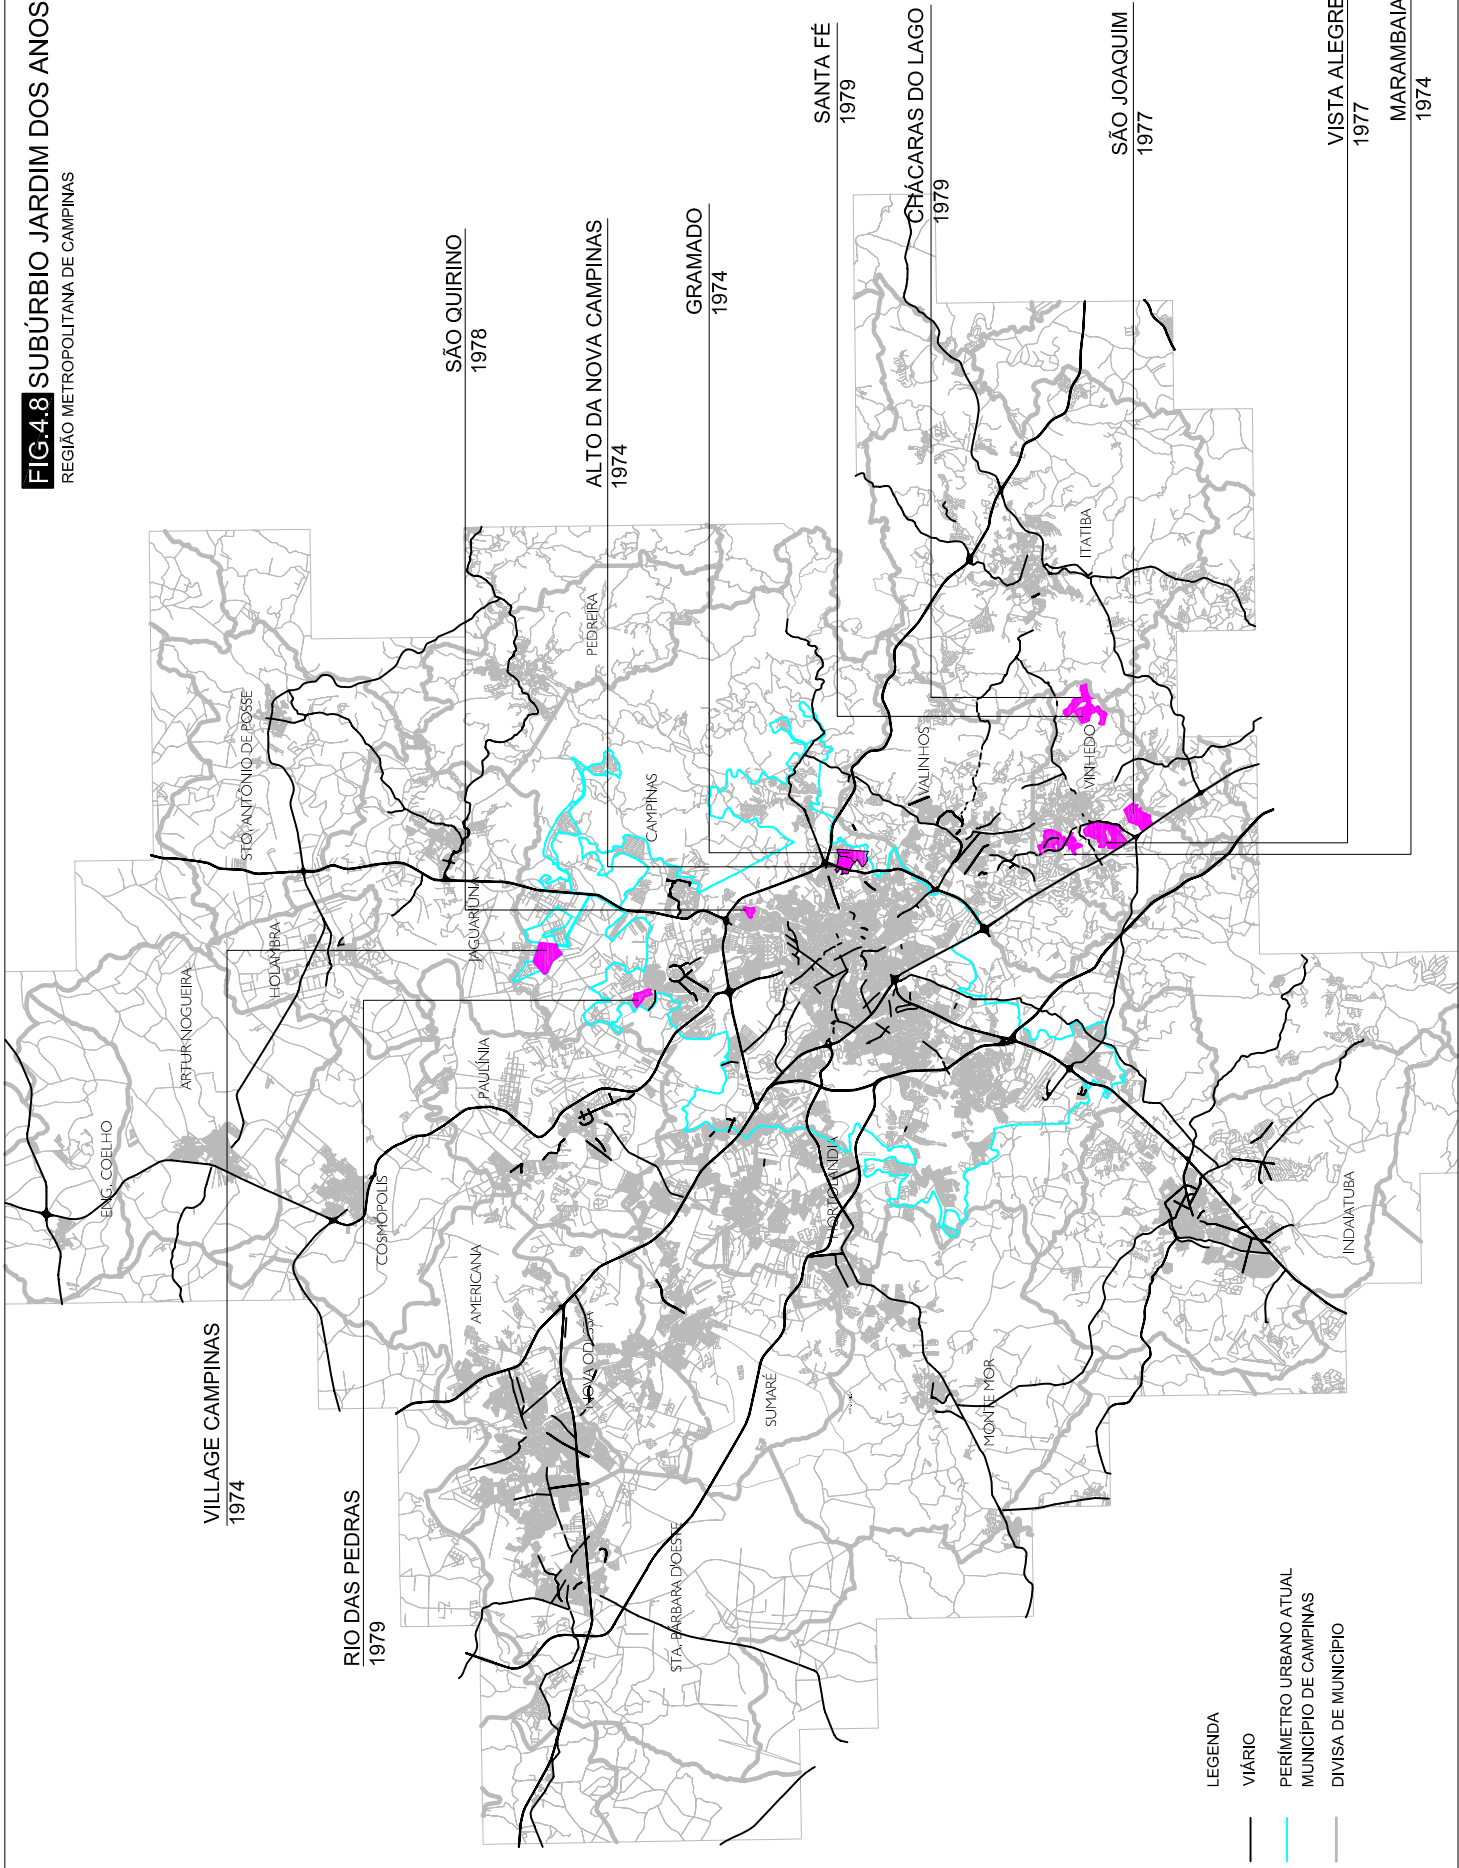 FIG.4.8 SUBÚRBIO JARDIM DOS ANOS
REGIÃO METROPOLITANA DE CAMPINAS
VILLAGE CAMPINAS
1974
RIO DAS PEDRAS
1979
SÃO QUIRINO
1978
ALTO DA NOVA CAMPINAS
1974
GRAMADO
1974
SANTA FÉ
1979
CHÁCARAS DO LAGO
1979
SÃO JOAQUIM
1977
VISTA ALEGRE
1977
MARAMBAIA
1974
ENG. COELHO
ARTUR NOGUEIRA
STO. ANTÔNIO DE POSSE
HOLAMBRA
COSMÓPOLIS
JAGUARIÚNA
PAULÍNIA
AMERICANA
PEDREIRA
NOVA ODESSA
CAMPINAS
STA. BÁRBARA D'OESTE
SUMARÉ
HORTOLÂNDIA
VALINHOS
MONTE MOR
ITATIBA
VINHEDO
INDAIATUBA
LEGENDA
VIÁRIO
PERÍMETRO URBANO ATUAL
MUNICÍPIO DE CAMPINAS
DIVISA DE MUNICÍPIO